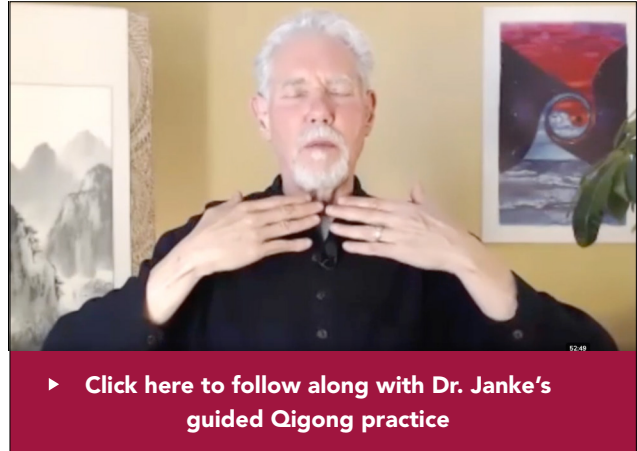 52:49
Click here to follow along with Dr. Janke's
guided Qigong practice